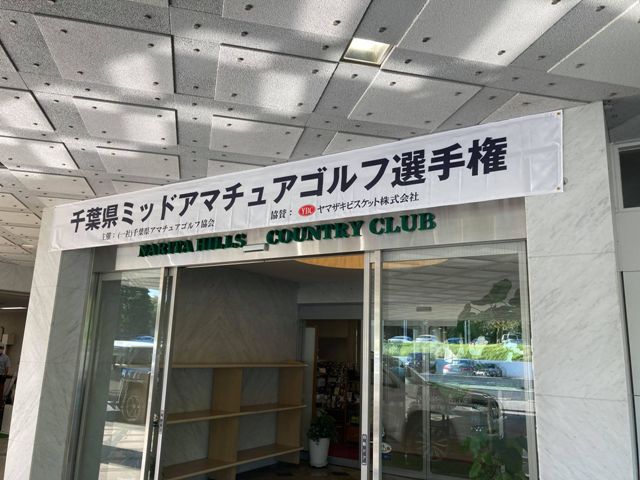 千葉県ミッドアマチュアゴルフ選手権
主催：(一社)千葉県アマチュアゴルフ協会
協賛： YBC ヤマザキビスケット株式会社
NARITA HILLS COUNTRY CLUB